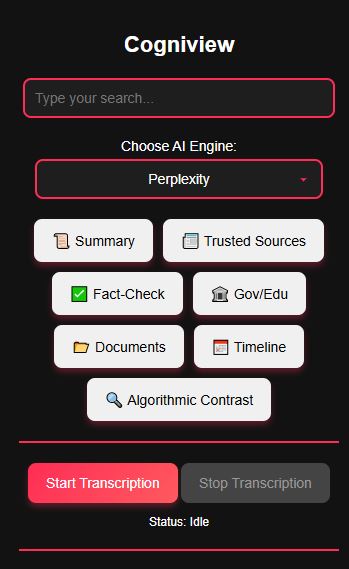 Cogniview
Type your search...
Choose AI Engine:
Perplexity
Summary Trusted Sources
Fact-Check Gov/Edu
Documents Timeline
Algorithmic Contrast
Start Transcription Stop Transcription
Status: Idle